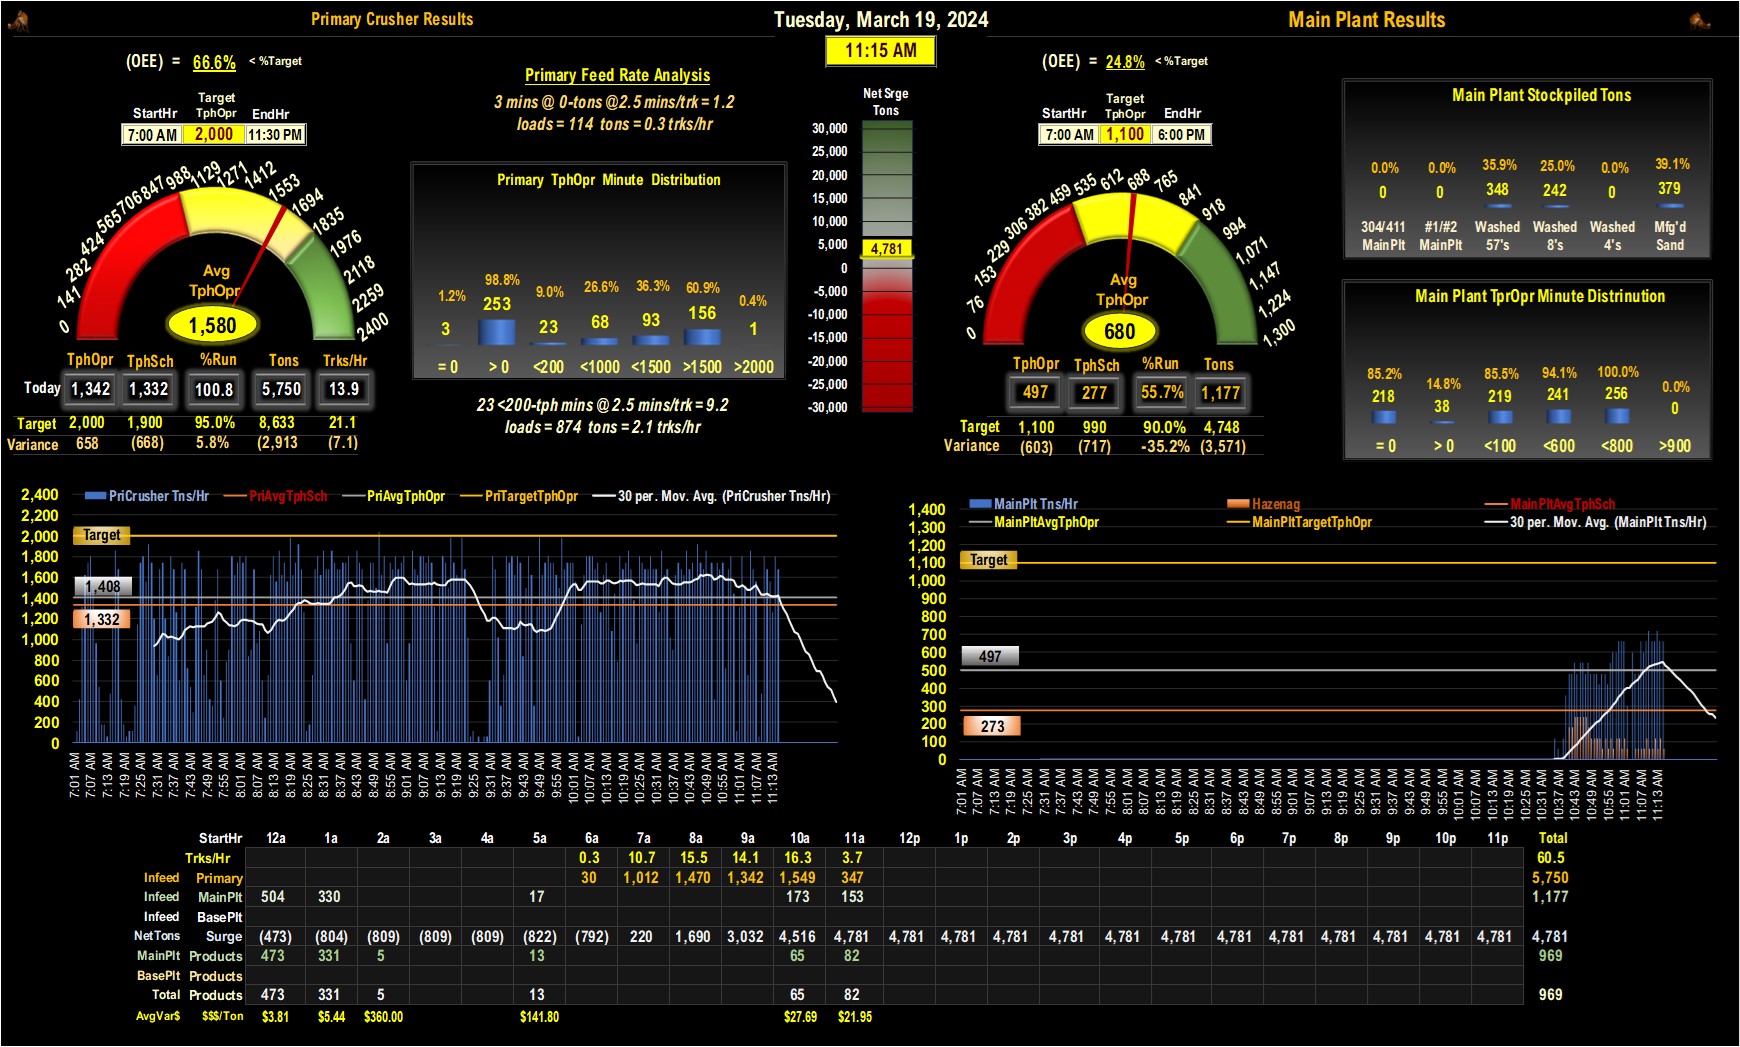 Primary Crusher Results
Tuesday, March 19, 2024
Main Plant Results
11:15 AM
(OEE) = 66.6% < %Target
StartHr Target TphOpr EndHr
7:00 AM 2,000 11:30 PM
0 141 282 424 565 706 847 988 1129 1271 1412 1553 1694 1835 1976 2118 2259 2400
Avg
TphOpr
1,580
TphOpr TphSch %Run Tons Trks/Hr
Today 1,342 1,332 100.8 5,750 13.9
Target 2,000 1,900 95.0% 8,633 21.1
Variance 658 (668) 5.8% (2,913 (7.1)
Primary Feed Rate Analysis
3 mins @ 0-tons @2.5 mins/trk = 1.2
loads = 114 tons = 0.3 trks/hr
Primary TphOpr Minute Distribution
1.2% 98.8% 9.0% 26.6% 36.3% 60.9% 0.4%
3 253 23 68 93 156 1
= 0 > 0 <200 <1000 <1500 >1500 >2000
23 <200-tph mins @ 2.5 mins/trk = 9.2
loads = 874 tons = 2.1 trks/hr
Net Srge
Tons
30,000
25,000
20,000
15,000
10,000
5,000
4,781
0
-5,000
-10,000
-15,000
-20,000
-25,000
-30,000
(OEE) = 24.8% < %Target
StartHr Target TphOpr EndHr
7:00 AM 1,100 6:00 PM
0 76 153 229 306 382 459 535 612 688 765 841 918 994 1,071 1,147 1,224 1,300
Avg
TphOpr
680
TphOpr TphSch %Run Tons
497 277 55.7% 1,177
Target 1,100 990 90.0% 4,748
Variance (603) (717) -35.2% (3,571)
Main Plant Stockpiled Tons
0.0% 0.0% 35.9% 25.0% 0.0% 39.1%
0 0 348 242 0 379
304/411 #1/#2 Washed Washed Washed Mfg'd
MainPlt MainPlt 57's 8's 4's Sand
Main Plant TprOpr Minute Distrinution
85.2% 14.8% 85.5% 94.1% 100.0% 0.0%
218 38 219 241 256 0
= 0 > 0 <100 <600 <800 >900
PriCrusher Tns/Hr PriAvgTphSch PriAvgTphOpr PriTargetTphOpr 30 per. Mov. Avg. (PriCrusher Tns/Hr)
2,400
2,200
2,000
1,800
1,600
1,400
1,200
1,000
800
600
400
200
0
Target
1,408
1,332
7:01 AM 7:07 AM 7:13 AM 7:19 AM 7:25 AM 7:31 AM 7:37 AM 7:43 AM 7:49 AM 7:55 AM 8:01 AM 8:07 AM 8:13 AM 8:19 AM 8:25 AM 8:31 AM 8:37 AM 8:43 AM 8:49 AM 8:55 AM 9:01 AM 9:07 AM 9:13 AM 9:19 AM 9:25 AM 9:31 AM 9:37 AM 9:43 AM 9:49 AM 9:55 AM 10:01 AM 10:07 AM 10:13 AM 10:19 AM 10:25 AM 10:31 AM 10:37 AM 10:43 AM 10:49 AM 10:55 AM 11:01 AM 11:07 AM 11:13 AM
MainPlt Tns/Hr Hazenag MainPltAvgTphSch
MainPltAvgTphOpr MainPltTargetTphOpr 30 per. Mov. Avg. (MainPlt Tns/Hr)
1,400
1,300
1,200
1,100
1,000
900
800
700
600
500
400
300
200
100
0
Target
497
273
7:01 AM 7:07 AM 7:13 AM 7:19 AM 7:25 AM 7:31 AM 7:37 AM 7:43 AM 7:49 AM 7:55 AM 8:01 AM 8:07 AM 8:13 AM 8:19 AM 8:25 AM 8:31 AM 8:37 AM 8:43 AM 8:49 AM 8:55 AM 9:01 AM 9:07 AM 9:13 AM 9:19 AM 9:25 AM 9:31 AM 9:37 AM 9:43 AM 9:49 AM 9:55 AM 10:01 AM 10:07 AM 10:13 AM 10:19 AM 10:25 AM 10:31 AM 10:37 AM 10:43 AM 10:49 AM 10:55 AM 11:01 AM 11:07 AM 11:13 AM
StartHr 12a 1a 2a 3a 4a 5a 6a 7a 8a 9a 10a 11a 12p 1p 2p 3p 4p 5p 6p 7p 8p 9p 10p 11p Total
Trks/Hr 0.3 10.7 15.5 14.1 16.3 3.7 60.5
Infeed Primary 30 1,012 1,470 1,342 1,549 347 5,750
Infeed MainPlt 504 330 17 173 153 1,177
Infeed BasePlt
NetTons Surge (473) (804) (809) (809) (809) (822) (792) 220 1,690 3,032 4,516 4,781 4,781 4,781 4,781 4,781 4,781 4,781 4,781 4,781 4,781 4,781 4,781 4,781 4,781
MainPlt Products 473 331 5 13 65 82 969
BasePlt Products
Total Products 473 331 5 13 65 82 969
AvgVar$ $$$/Ton $3.81 $5.44 $360.00 $141.80 $27.69 $21.95